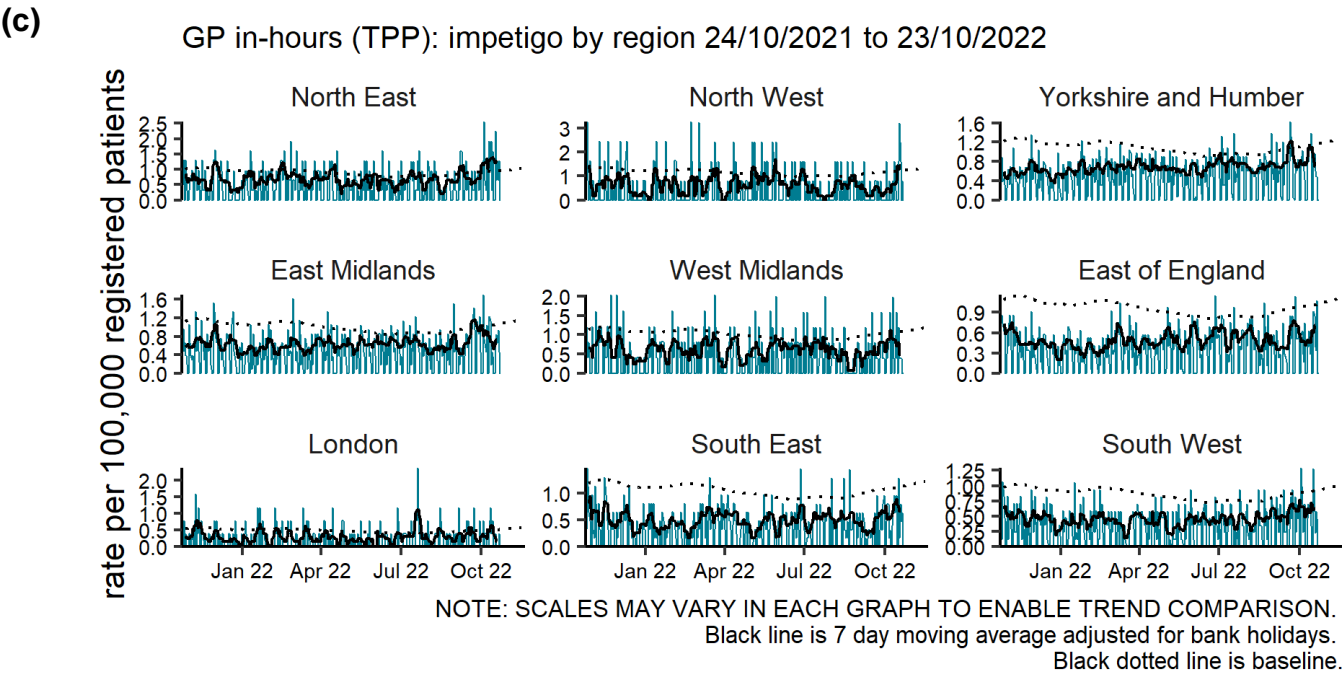 (c)
GP in-hours (TPP): impetigo by region 24/10/2021 to 23/10/2022
rate per 100,000 registered patients
North East
2.5
2.0
1.5
1.0
0.5
0.0
North West
3
2
1
0
Yorkshire and Humber
1.6
1.2
0.8
0.4
0.0
East Midlands
1.6
1.2
0.8
0.4
0.0
West Midlands
2.0
1.5
1.0
0.5
0.0
East of England
0.9
0.6
0.3
0.0
London
2.0
1.5
1.0
0.5
0.0
Jan 22 Apr 22 Jul 22 Oct 22
South East
1.0
0.5
0.0
Jan 22 Apr 22 Jul 22 Oct 22
South West
1.25
1.00
0.75
0.50
0.25
0.00
Jan 22 Apr 22 Jul 22 Oct 22
NOTE: SCALES MAY VARY IN EACH GRAPH TO ENABLE TREND COMPARISON.
Black line is 7 day moving average adjusted for bank holidays.
Black dotted line is baseline.